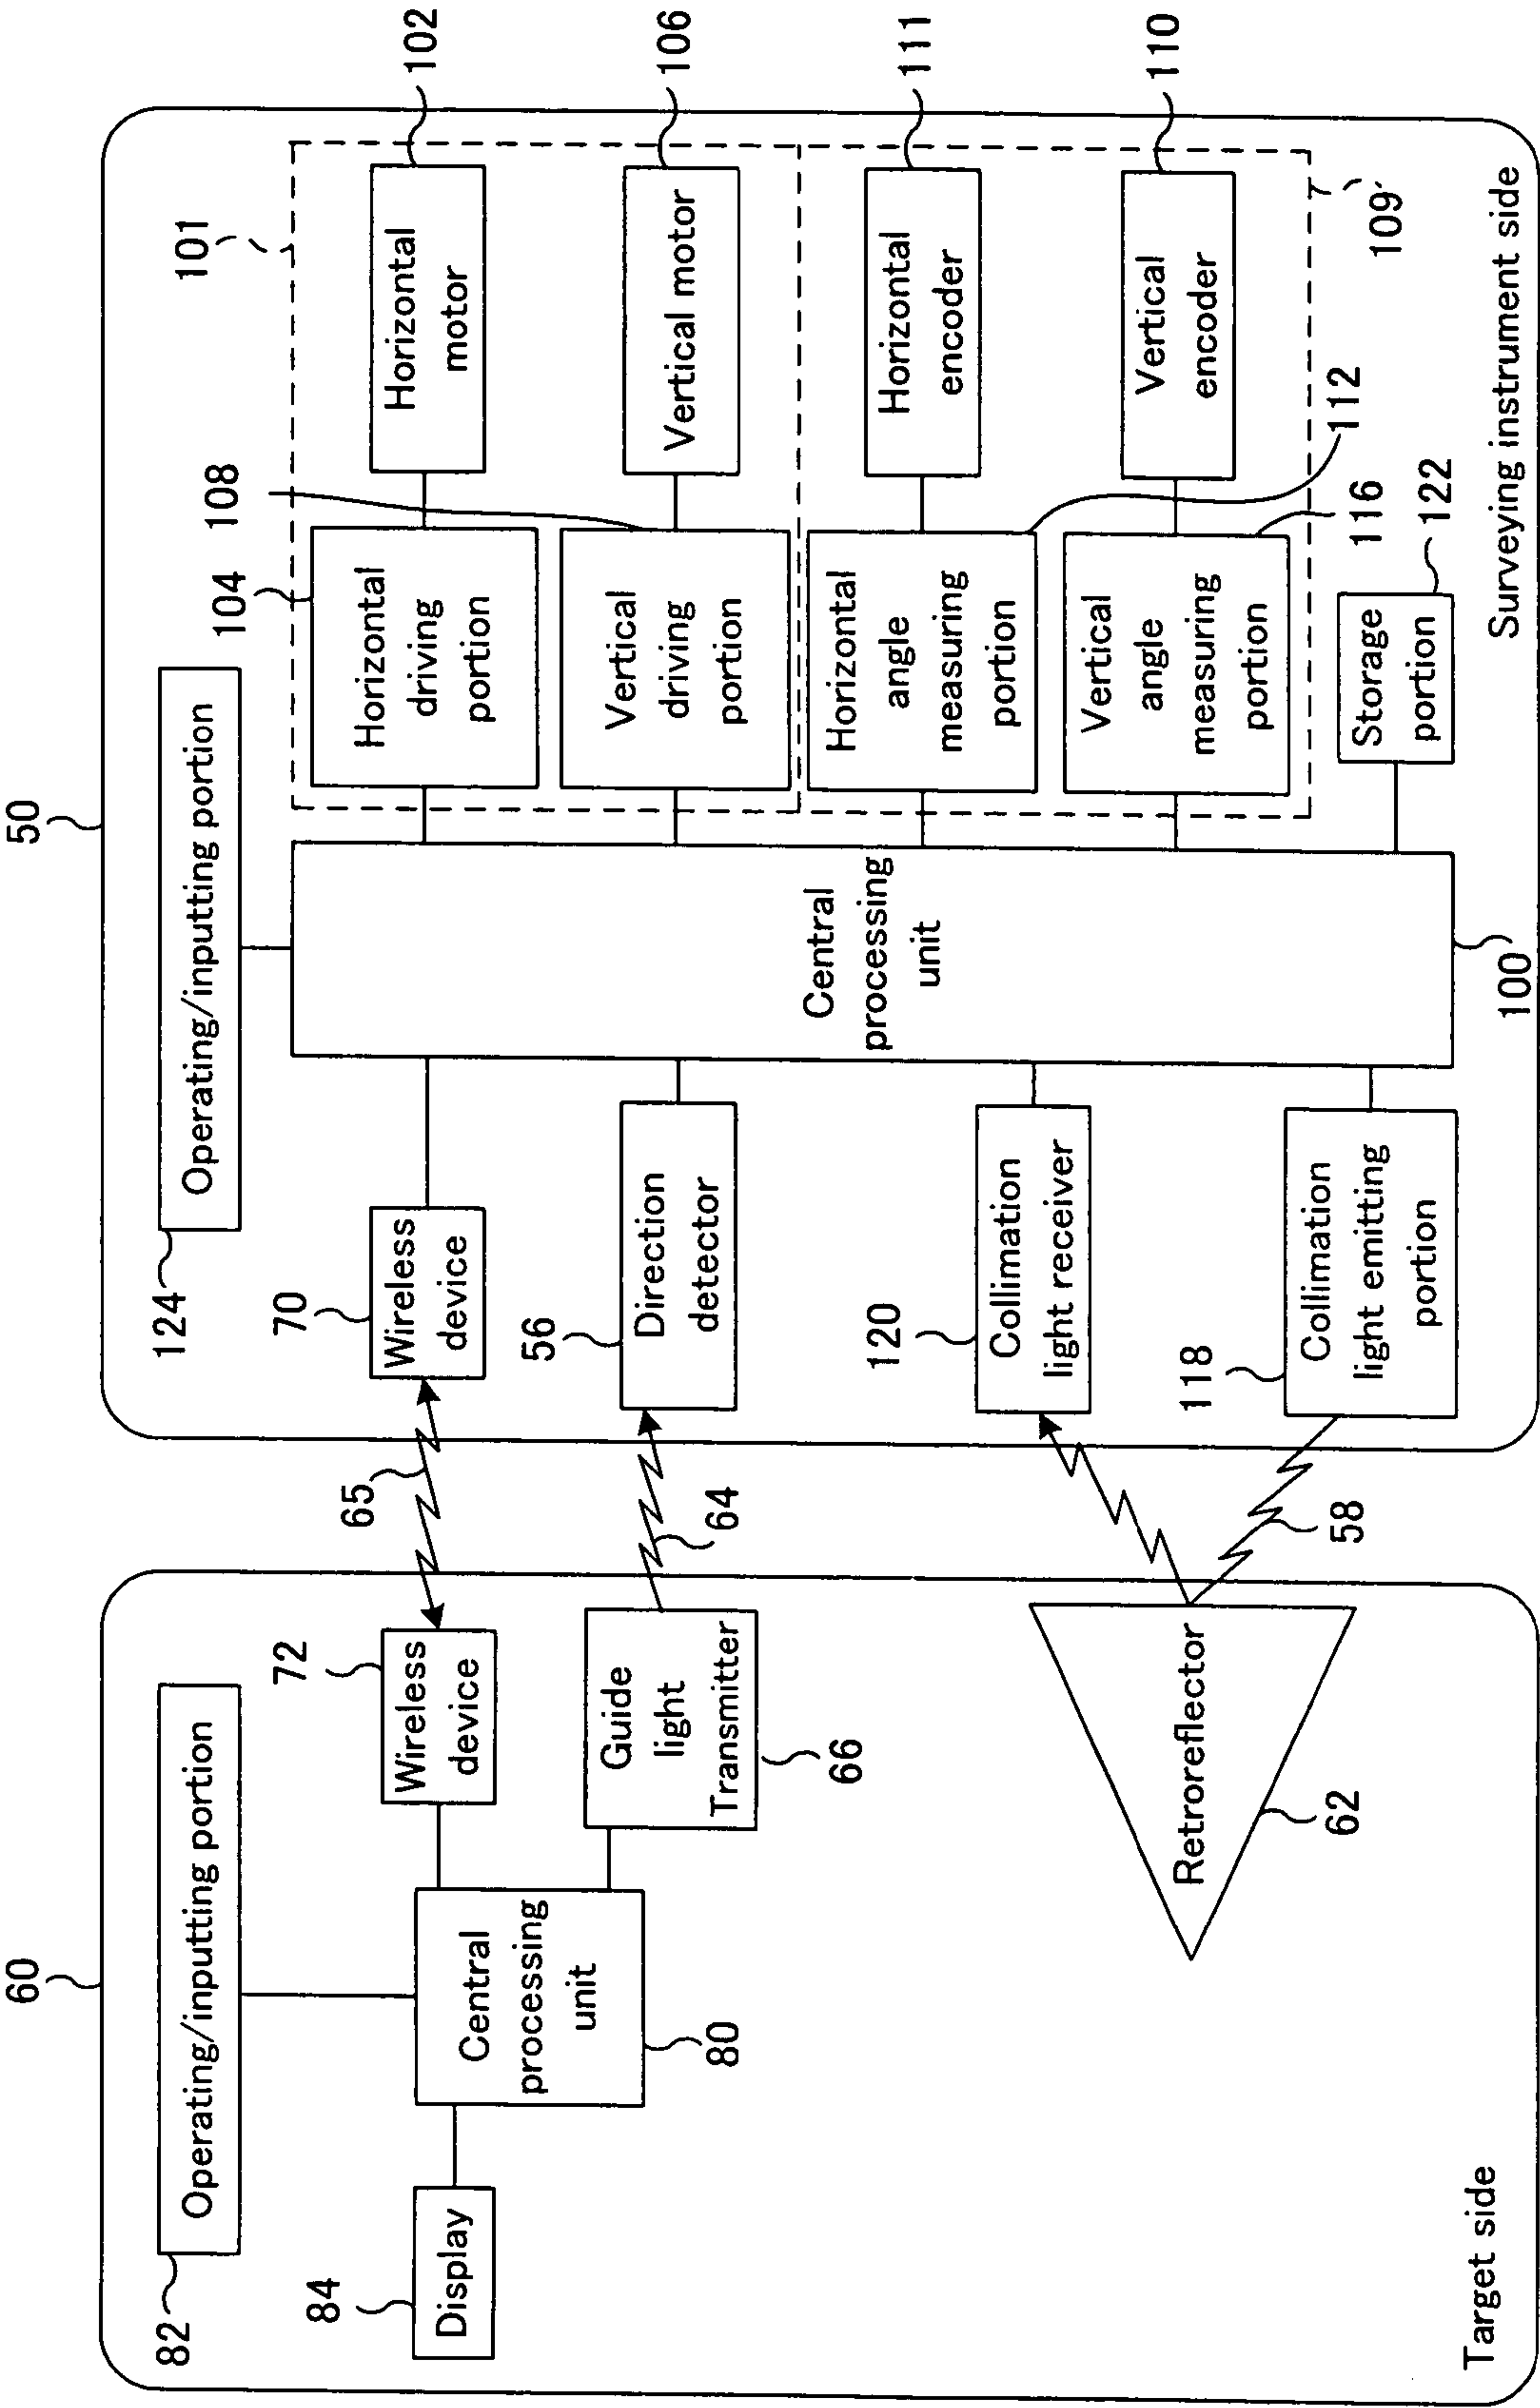 60
82
Operating/inputting portion
84
Display
Central
processing
unit
80
72
Wireless
device
Guide
light
Transmitter
66
Retroreflector
62
Target side
65
64
58
50
124
Operating/inputting portion
70
Wireless
device
56
Direction
detector
120
Collimation
light receiver
118
Collimation
light emitting
portion
Central
processing
unit
100
101
104
Horizontal
driving
portion
Horizontal
motor
102
108
Vertical
driving
portion
Vertical motor
106
Horizontal
angle
measuring
portion
Horizontal
encoder
111
112
Vertical
angle
measuring
portion
Vertical
encoder
110
116
109'
Storage
portion
122
Surveying instrument side